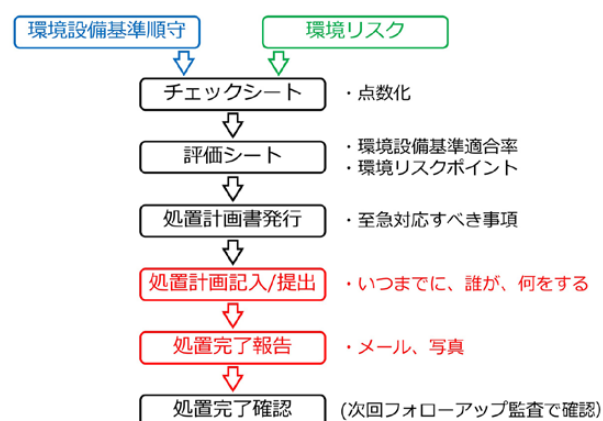 環境設備基準順守
環境リスク
チェックシート
・点数化
評価シート
・環境設備基準適合率
・環境リスクポイント
処置計画書発行
・至急対応すべき事項
処置計画記入/提出
・いつまでに、誰が、何をする
処置完了報告
・メール、写真
処置完了確認
(次回フォローアップ監査で確認)